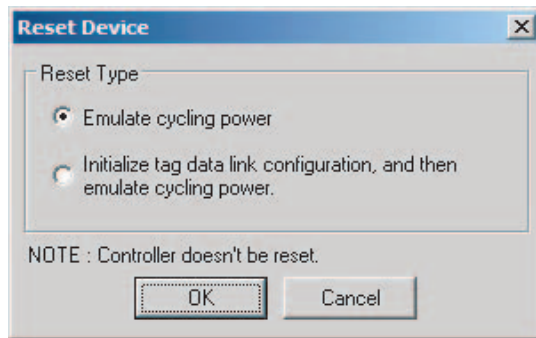 Reset Device
Reset Type
Emulate cycling power
Initialize tag data link configuration, and then
emulate cycling power.
NOTE : Controller doesn't be reset.
OK
Cancel